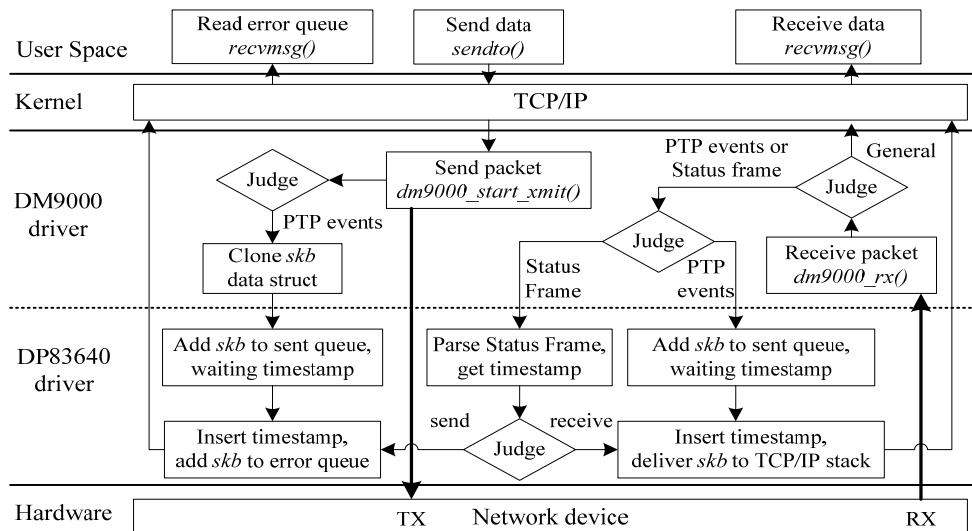 User Space
Read error queue
recvmsg()
Send data
sendto()
Receive data
recvmsg()
Kernel
TCP/IP
DM9000
driver
Judge
PTP events
Clone skb
data struct
Send packet
dm9000_start_xmit()
PTP events or
Status frame
General
Judge
Judge
Status
Frame
PTP
events
Receive packet
dm9000_rx()
DP83640
driver
Add skb to sent queue,
waiting timestamp
Parse Status Frame,
get timestamp
Add skb to sent queue,
waiting timestamp
Insert timestamp,
add skb to error queue
send
Judge
receive
Insert timestamp,
deliver skb to TCP/IP stack
Hardware
TX
Network device
RX